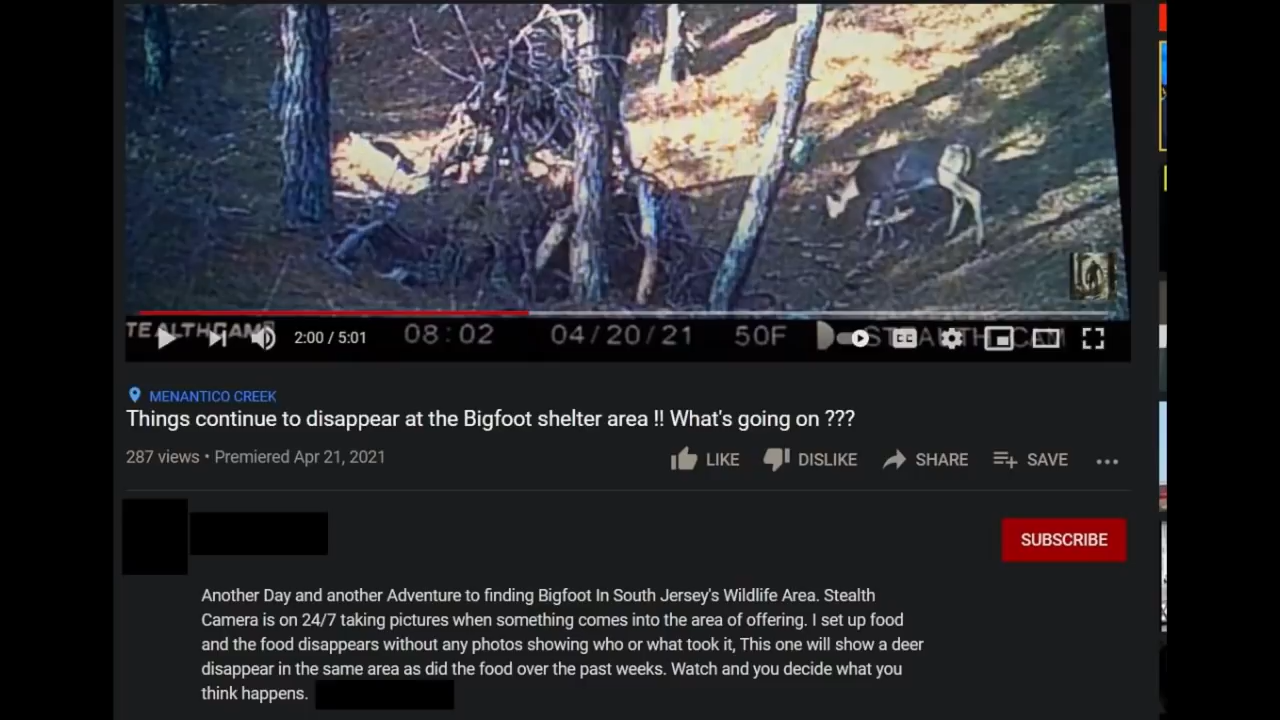 TEALTHCAM
08:02 04/20/21 50F STEALTH CAM
2:00 / 5:01
CC
MENANTICO CREEK
Things continue to disappear at the Bigfoot shelter area !! What's going on ???
287 views • Premiered Apr 21, 2021
LIKE DISLIKE SHARE SAVE
SUBSCRIBE
Another Day and another Adventure to finding Bigfoot In South Jersey's Wildlife Area. Stealth
Camera is on 24/7 taking pictures when something comes into the area of offering. I set up food
and the food disappears without any photos showing who or what took it, This one will show a deer
disappear in the same area as did the food over the past weeks. Watch and you decide what you
think happens.